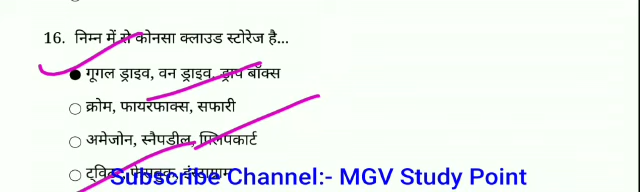 16. निम्न में से कोनसा क्लाउड स्टोरेज है...
गूगल ड्राइव, वन ड्राइव, ड्राप बॉक्स
क्रोम, फायरफाक्स, सफारी
अमेजोन, स्नैपडील, फ्लिपकार्ट
Subscribe Channel:- MGV Study Point